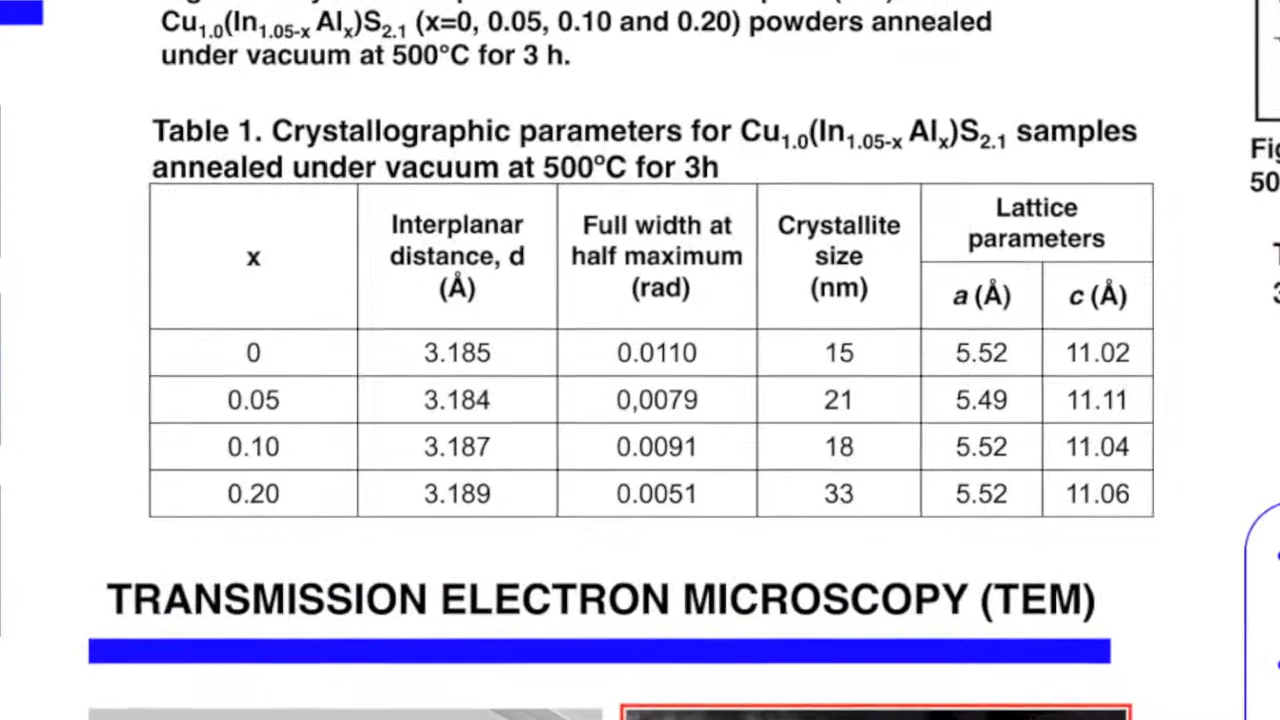 Cu1.0(In1.05-x Alx)S2.1 (x=0, 0.05, 0.10 and 0.20) powders annealed
under vacuum at 500°C for 3 h.
Table 1. Crystallographic parameters for Cu1.0(In1.05-x Alx)S2.1 samples
annealed under vacuum at 500°C for 3h
x
Interplanar
distance, d
(Å)
Full width at
half maximum
(rad)
Crystallite
size
(nm)
Lattice
parameters
a (Å) c (Å)
0 3.185 0.0110 15 5.52 11.02
0.05 3.184 0,0079 21 5.49 11.11
0.10 3.187 0.0091 18 5.52 11.04
0.20 3.189 0.0051 33 5.52 11.06
TRANSMISSION ELECTRON MICROSCOPY (TEM)
50